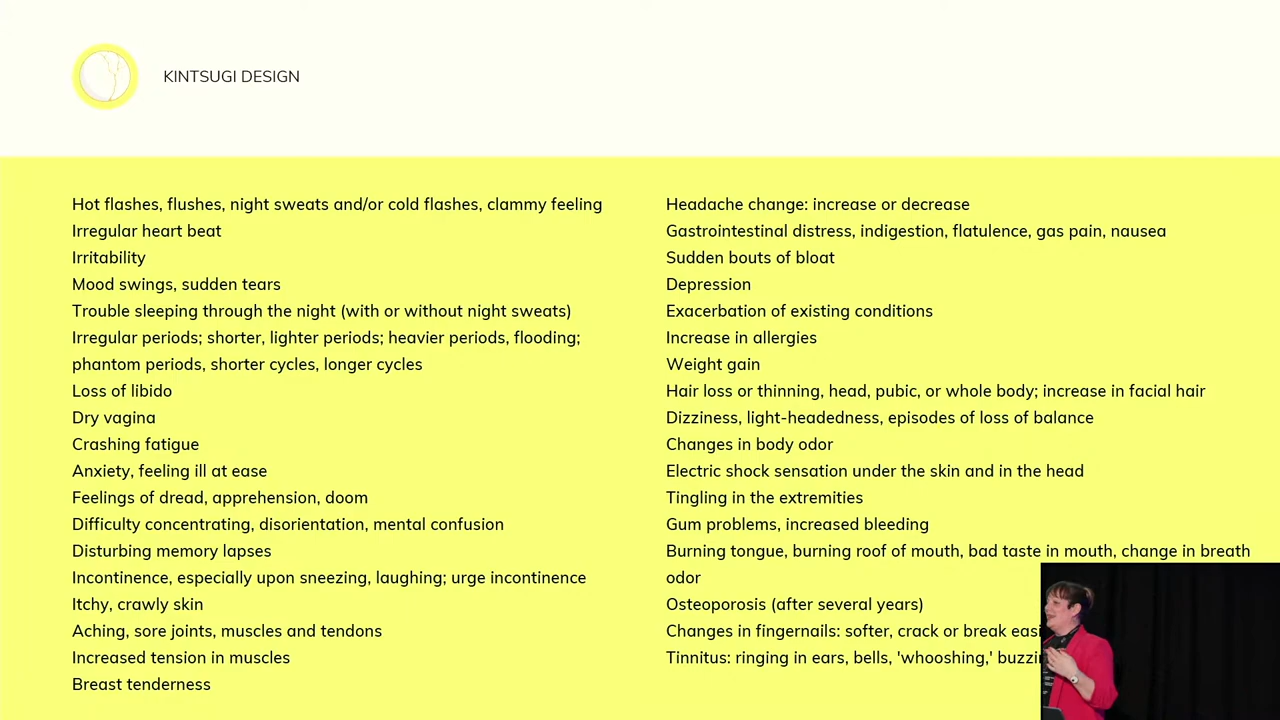 KINTSUGI DESIGN
Hot flashes, flushes, night sweats and/or cold flashes, clammy feeling
Irregular heart beat
Irritability
Mood swings, sudden tears
Trouble sleeping through the night (with or without night sweats)
Irregular periods; shorter, lighter periods; heavier periods, flooding;
phantom periods, shorter cycles, longer cycles
Loss of libido
Dry vagina
Crashing fatigue
Anxiety, feeling ill at ease
Feelings of dread, apprehension, doom
Difficulty concentrating, disorientation, mental confusion
Disturbing memory lapses
Incontinence, especially upon sneezing, laughing; urge incontinence
Itchy, crawly skin
Aching, sore joints, muscles and tendons
Increased tension in muscles
Breast tenderness
Headache change: increase or decrease
Gastrointestinal distress, indigestion, flatulence, gas pain, nausea
Sudden bouts of bloat
Depression
Exacerbation of existing conditions
Increase in allergies
Weight gain
Hair loss or thinning, head, pubic, or whole body; increase in facial hair
Dizziness, light-headedness, episodes of loss of balance
Changes in body odor
Electric shock sensation under the skin and in the head
Tingling in the extremities
Gum problems, increased bleeding
Burning tongue, burning roof of mouth, bad taste in mouth, change in breath
odor
Osteoporosis (after several years)
Changes in fingernails: softer, crack or break
Tinnitus: ringing in ears, bells, 'whooshing,'